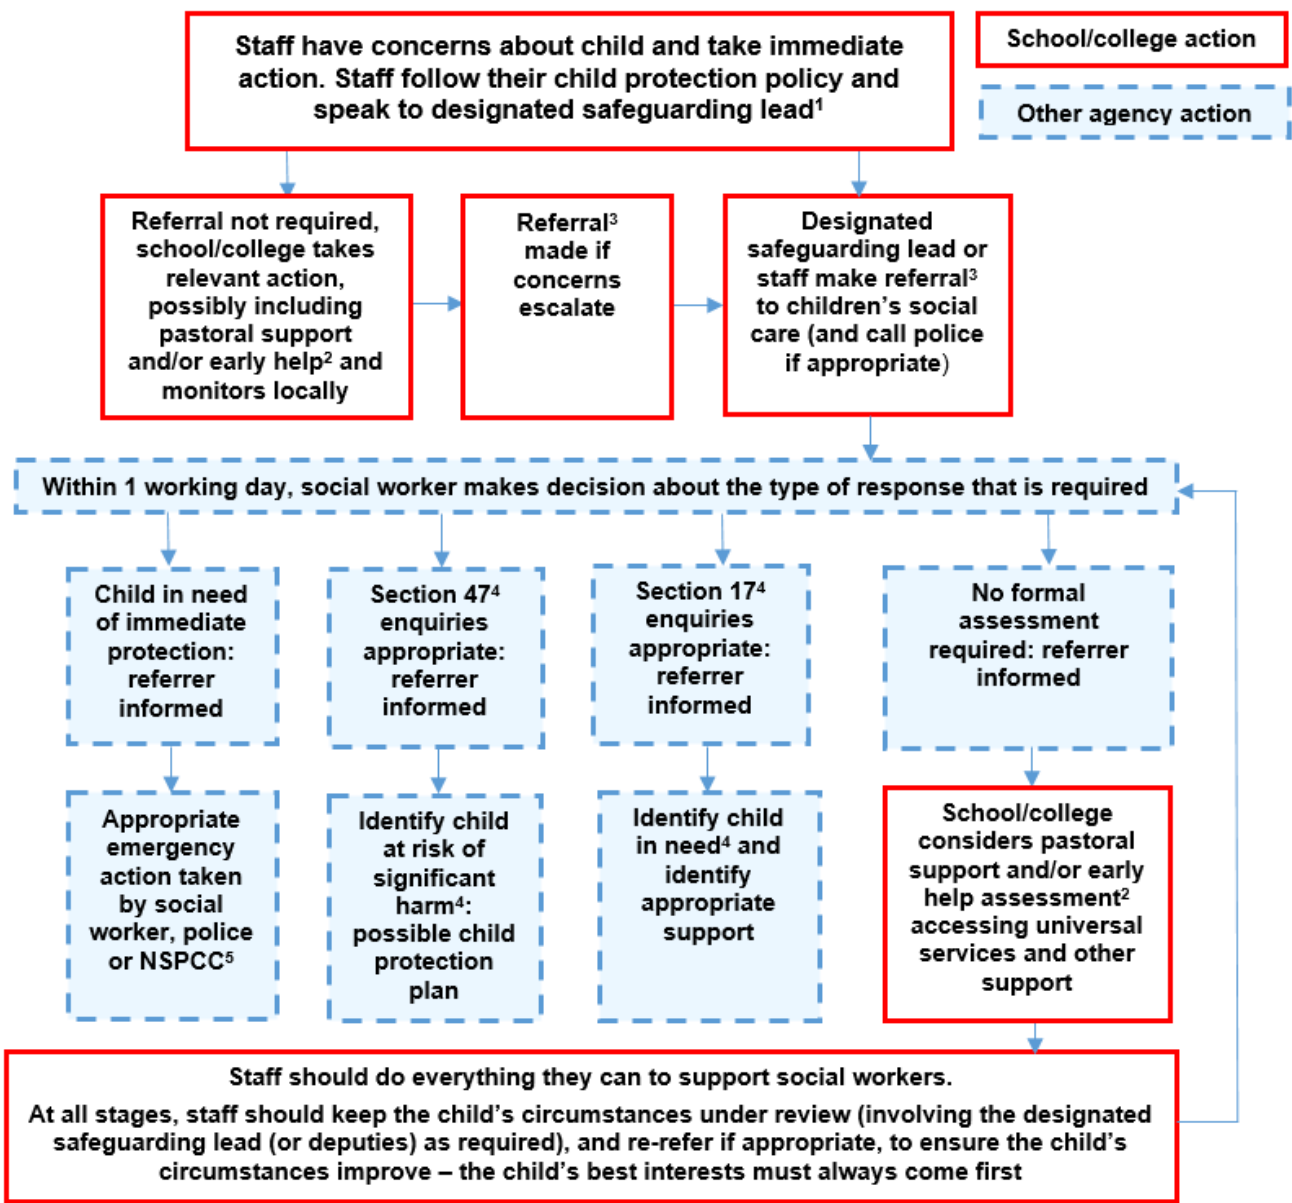 Staff have concerns about child and take immediate
action. Staff follow their child protection policy and
speak to designated safeguarding lead¹
School/college action
Other agency action
Referral not required,
school/college takes
relevant action,
possibly including
pastoral support
and/or early help² and
monitors locally
Referral³
made if
concerns
escalate
Designated
safeguarding lead or
staff make referral³
to children’s social
care (and call police
if appropriate)
Within 1 working day, social worker makes decision about the type of response that is required
Child in need
of immediate
protection:
referrer
informed
Section 47⁴
enquiries
appropriate:
referrer
informed
Section 17⁴
enquiries
appropriate:
referrer
informed
No formal
assessment
required: referrer
informed
Appropriate
emergency
action taken
by social
worker, police
or NSPCC⁵
Identify child
at risk of
significant
harm⁴:
possible child
protection
plan
Identify child
in need⁴ and
identify
appropriate
support
School/college
considers pastoral
support and/or early
help assessment²
accessing universal
services and other
support
Staff should do everything they can to support social workers.
At all stages, staff should keep the child’s circumstances under review (involving the designated
safeguarding lead (or deputies) as required), and re-refer if appropriate, to ensure the child’s
circumstances improve – the child’s best interests must always come first